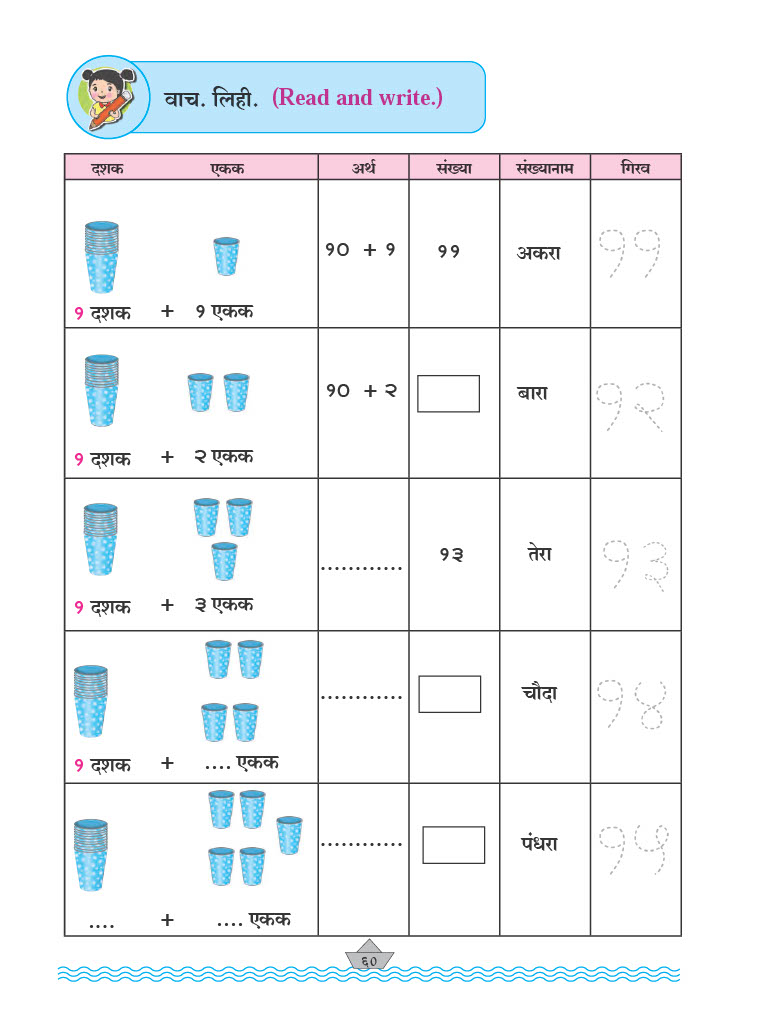 वाच. लिही. (Read and write.)
दशक एकक अर्थ संख्या संख्यानाम गिरव
१० + १ ११ अकरा ११
१ दशक + १ एकक
१० + २ बारा १२
१ दशक + २ एकक
............ १३ तेरा १३
१ दशक + ३ एकक
............ चौदा १४
१ दशक + .... एकक
............ पंधरा १५
.... + .... एकक
६०